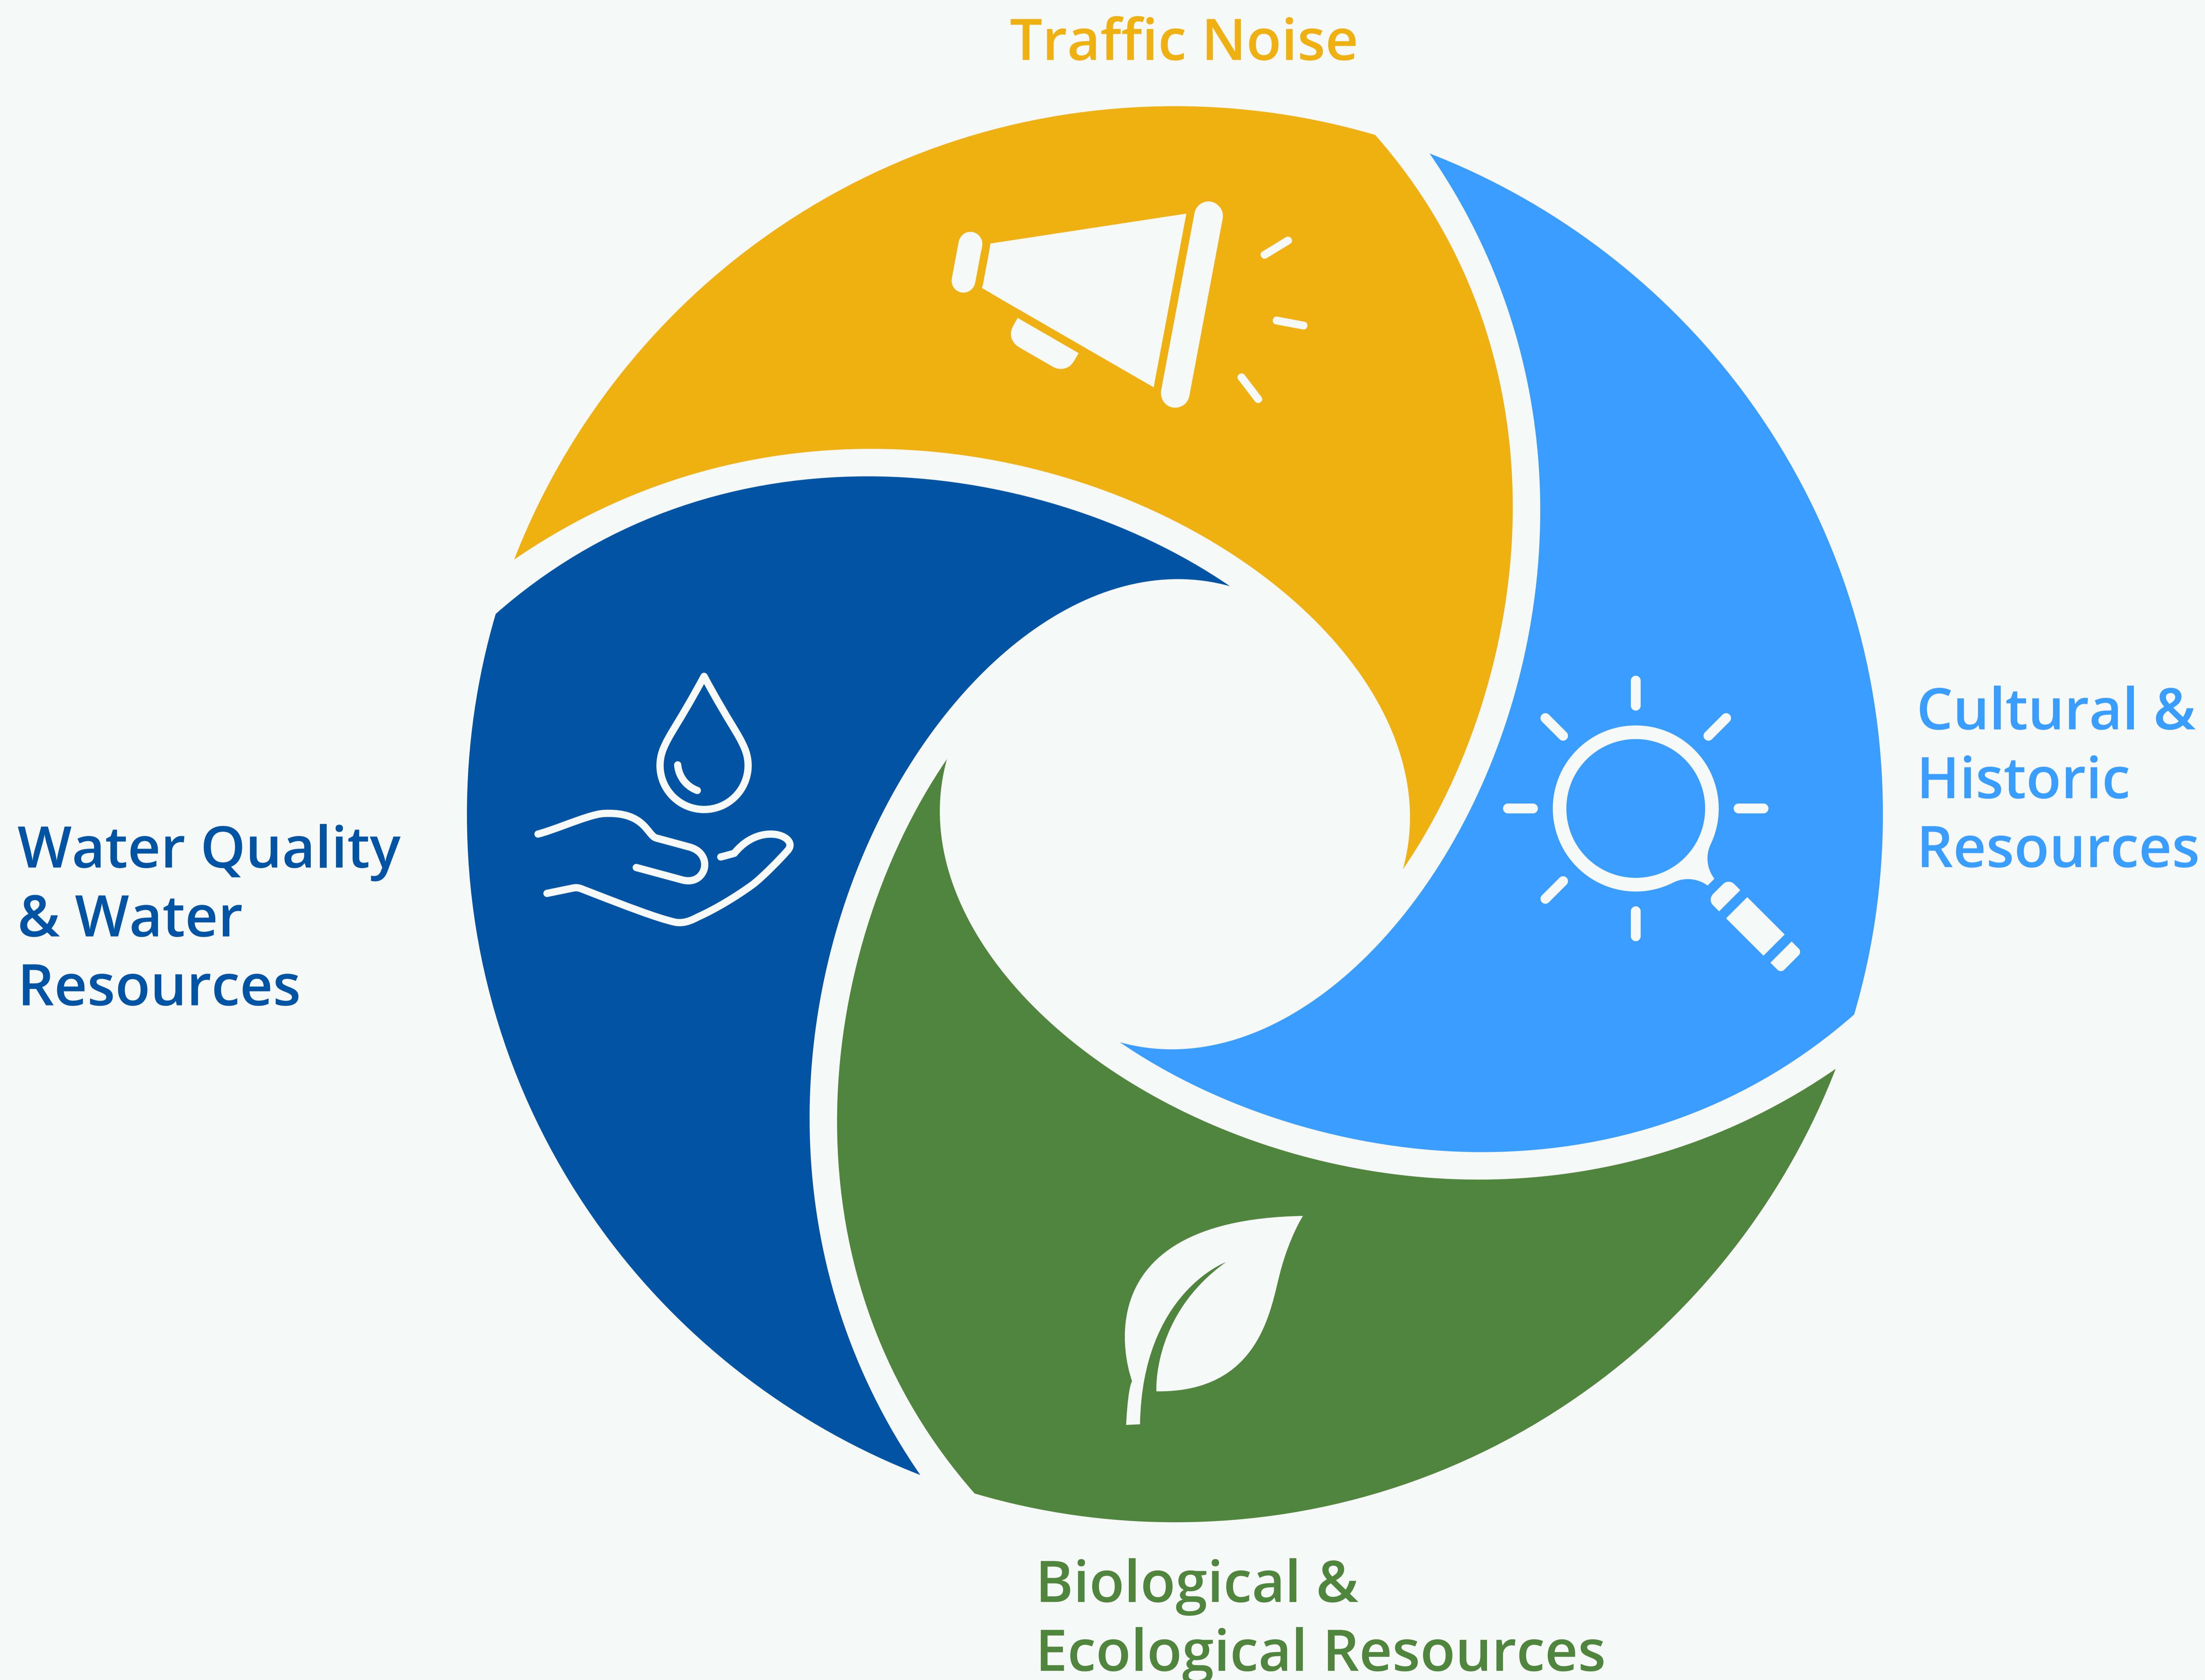 Traffic Noise
Cultural &
Historic
Resources
Water Quality
& Water
Resources
Biological &
Ecological Resources